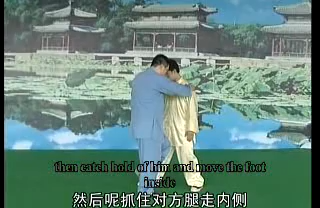 then catch hold of him and move the foot
inside
然后呢抓住对方腿走内侧